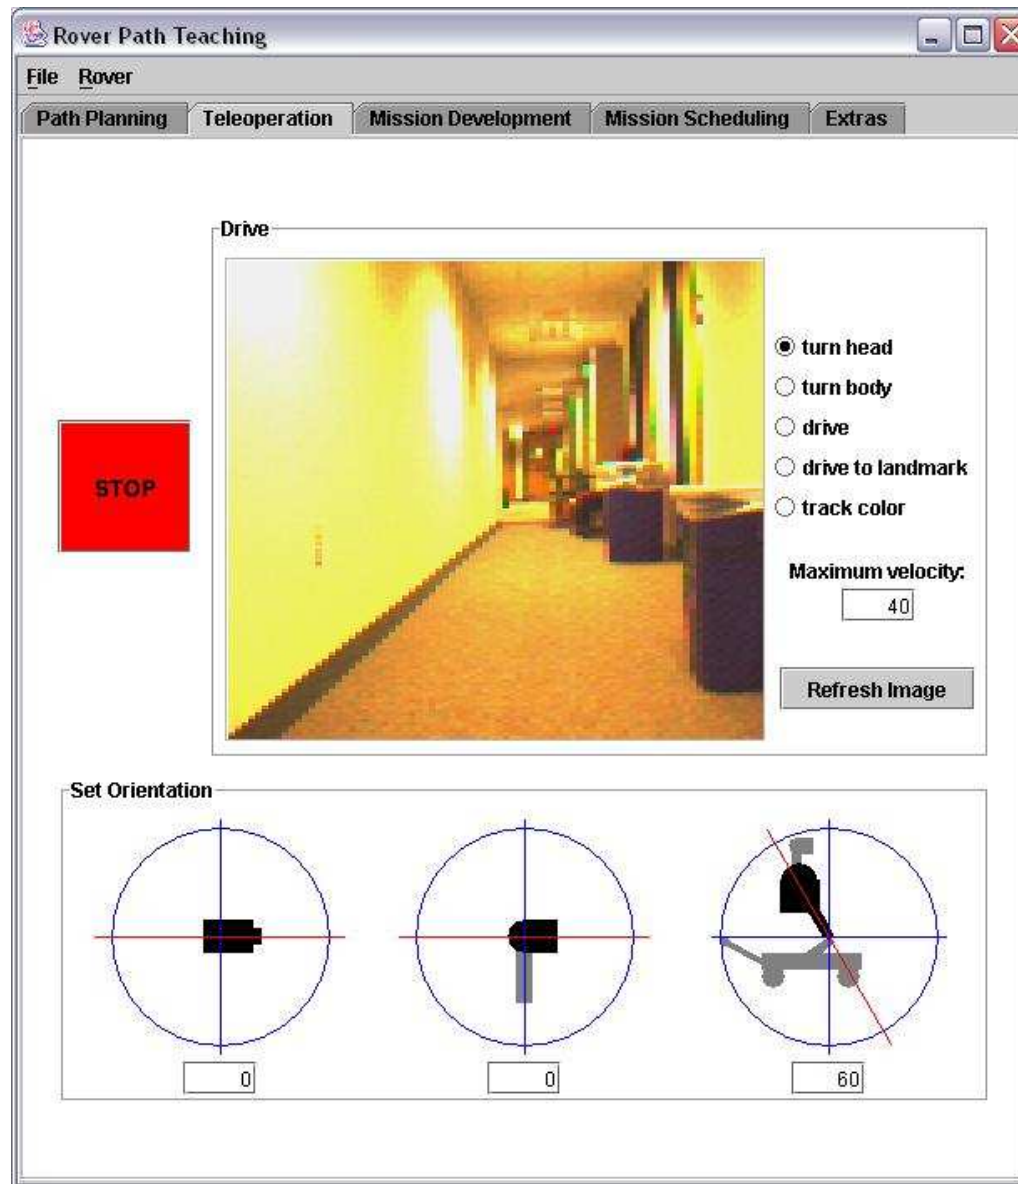 Rover Path Teaching
File Rover
Path Planning Teleoperation Mission Development Mission Scheduling Extras
Drive
turn head
turn body
drive
STOP
drive to landmark
track color
Maximum velocity:
40
Refresh Image
Set Orientation
0 0 60